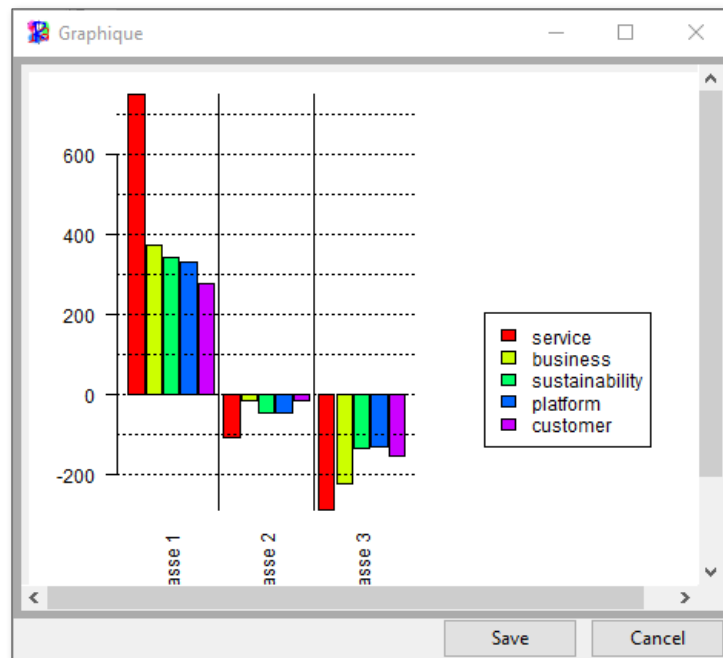 Graphique
600
400
200
0
-200
asse 1
asse 2
asse 3
service
business
sustainability
platform
customer
Save
Cancel